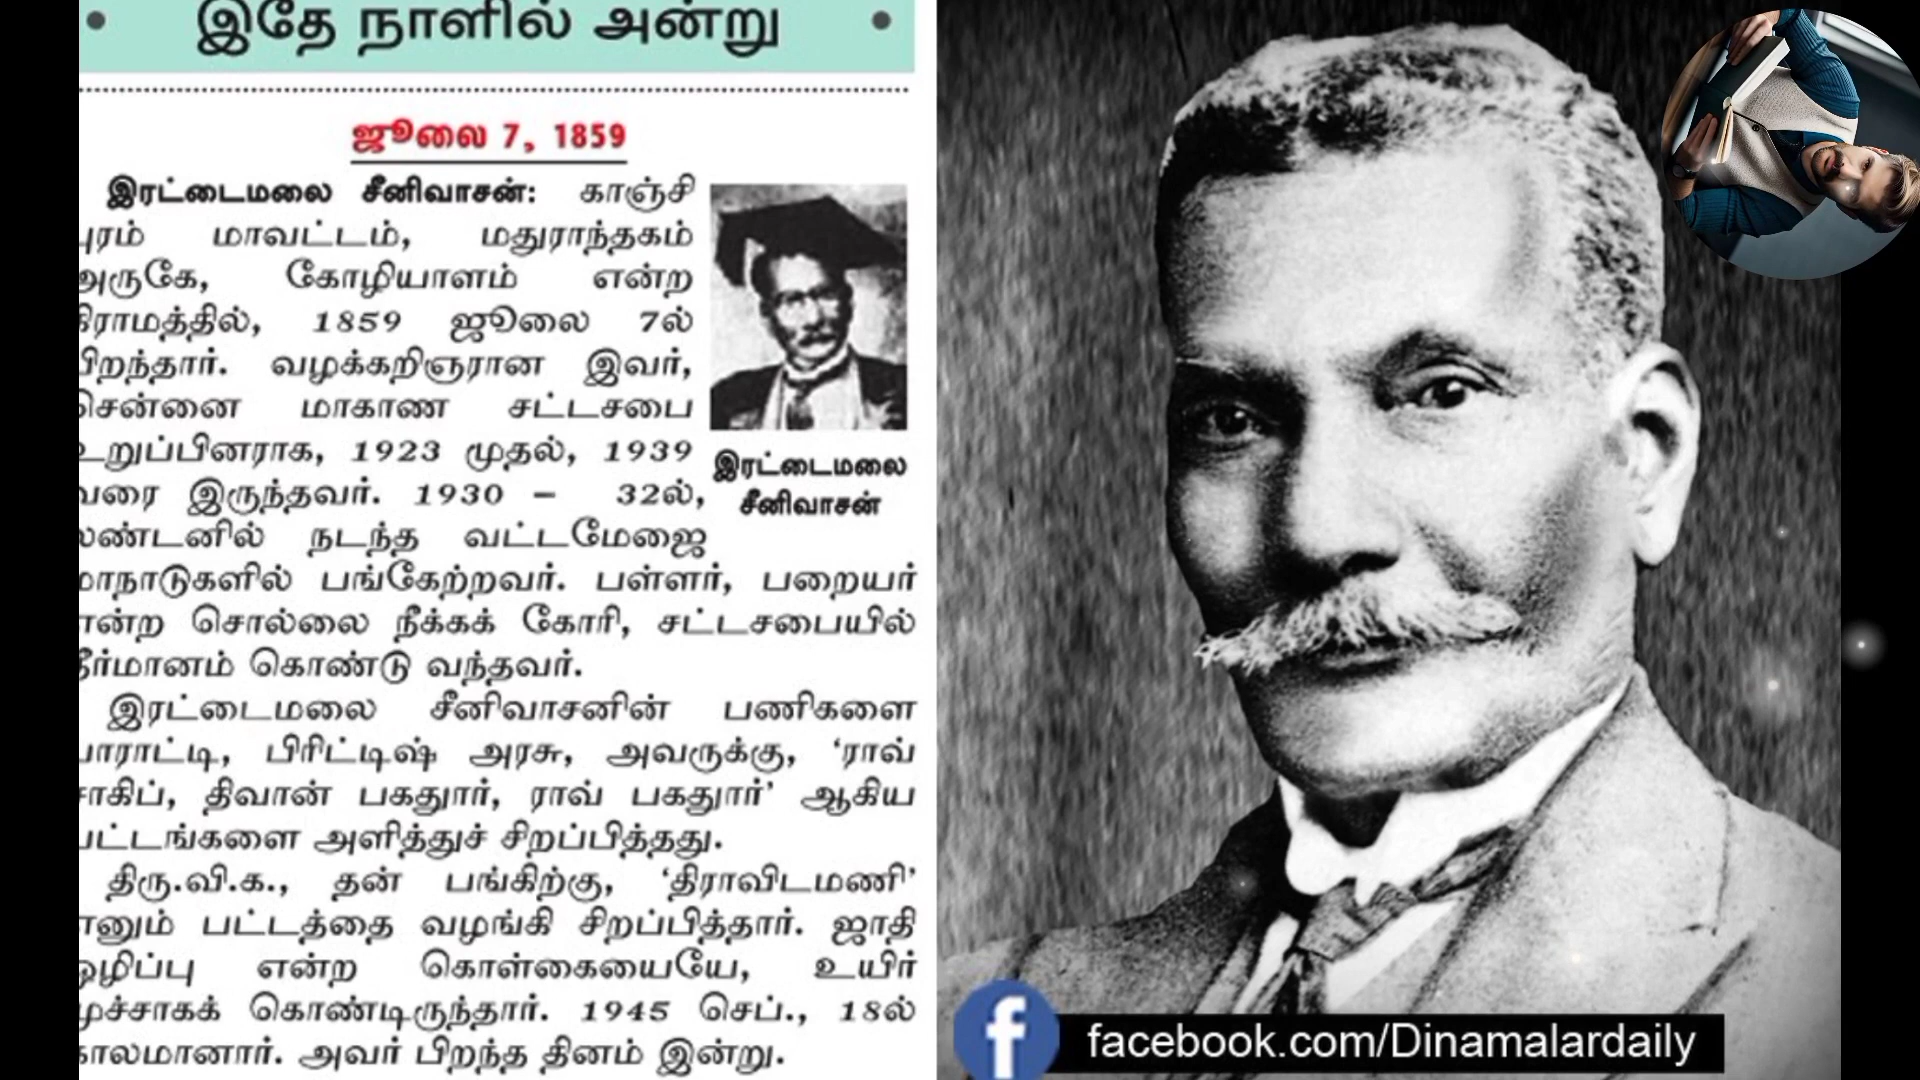 இதே நாளில் அன்று
ஜூலை 7, 1859
இரட்டைமலை சீனிவாசன்: காஞ்சி
புரம் மாவட்டம், மதுராந்தகம்
அருகே, கோழியாளம் என்ற
கிராமத்தில், 1859 ஜூலை 7ல்
பிறந்தார். வழக்கறிஞரான இவர்,
சென்னை மாகாண சட்டசபை
உறுப்பினராக, 1923 முதல், 1939
வரை இருந்தவர். 1930 – 32ல்,
லண்டனில் நடந்த வட்டமேஜை
மாநாடுகளில் பங்கேற்றவர். பள்ளர், பறையர்
என்ற சொல்லை நீக்கக் கோரி, சட்டசபையில்
தீர்மானம் கொண்டு வந்தவர்.
இரட்டைமலை சீனிவாசனின் பணிகளை
பாராட்டி, பிரிட்டிஷ் அரசு, அவருக்கு, ‘ராவ்
சாகிப், திவான் பகதுார், ராவ் பகதுார்’ ஆகிய
பட்டங்களை அளித்துச் சிறப்பித்தது.
திரு.வி.க., தன் பங்கிற்கு, ‘திராவிடமணி’
எனும் பட்டத்தை வழங்கி சிறப்பித்தார். ஜாதி
ஒழிப்பு என்ற கொள்கையையே, உயிர்
மூச்சாகக் கொண்டிருந்தார். 1945 செப்., 18ல்
காலமானார். அவர் பிறந்த தினம் இன்று.
இரட்டைமலை
சீனிவாசன்
facebook.com/Dinamalardaily